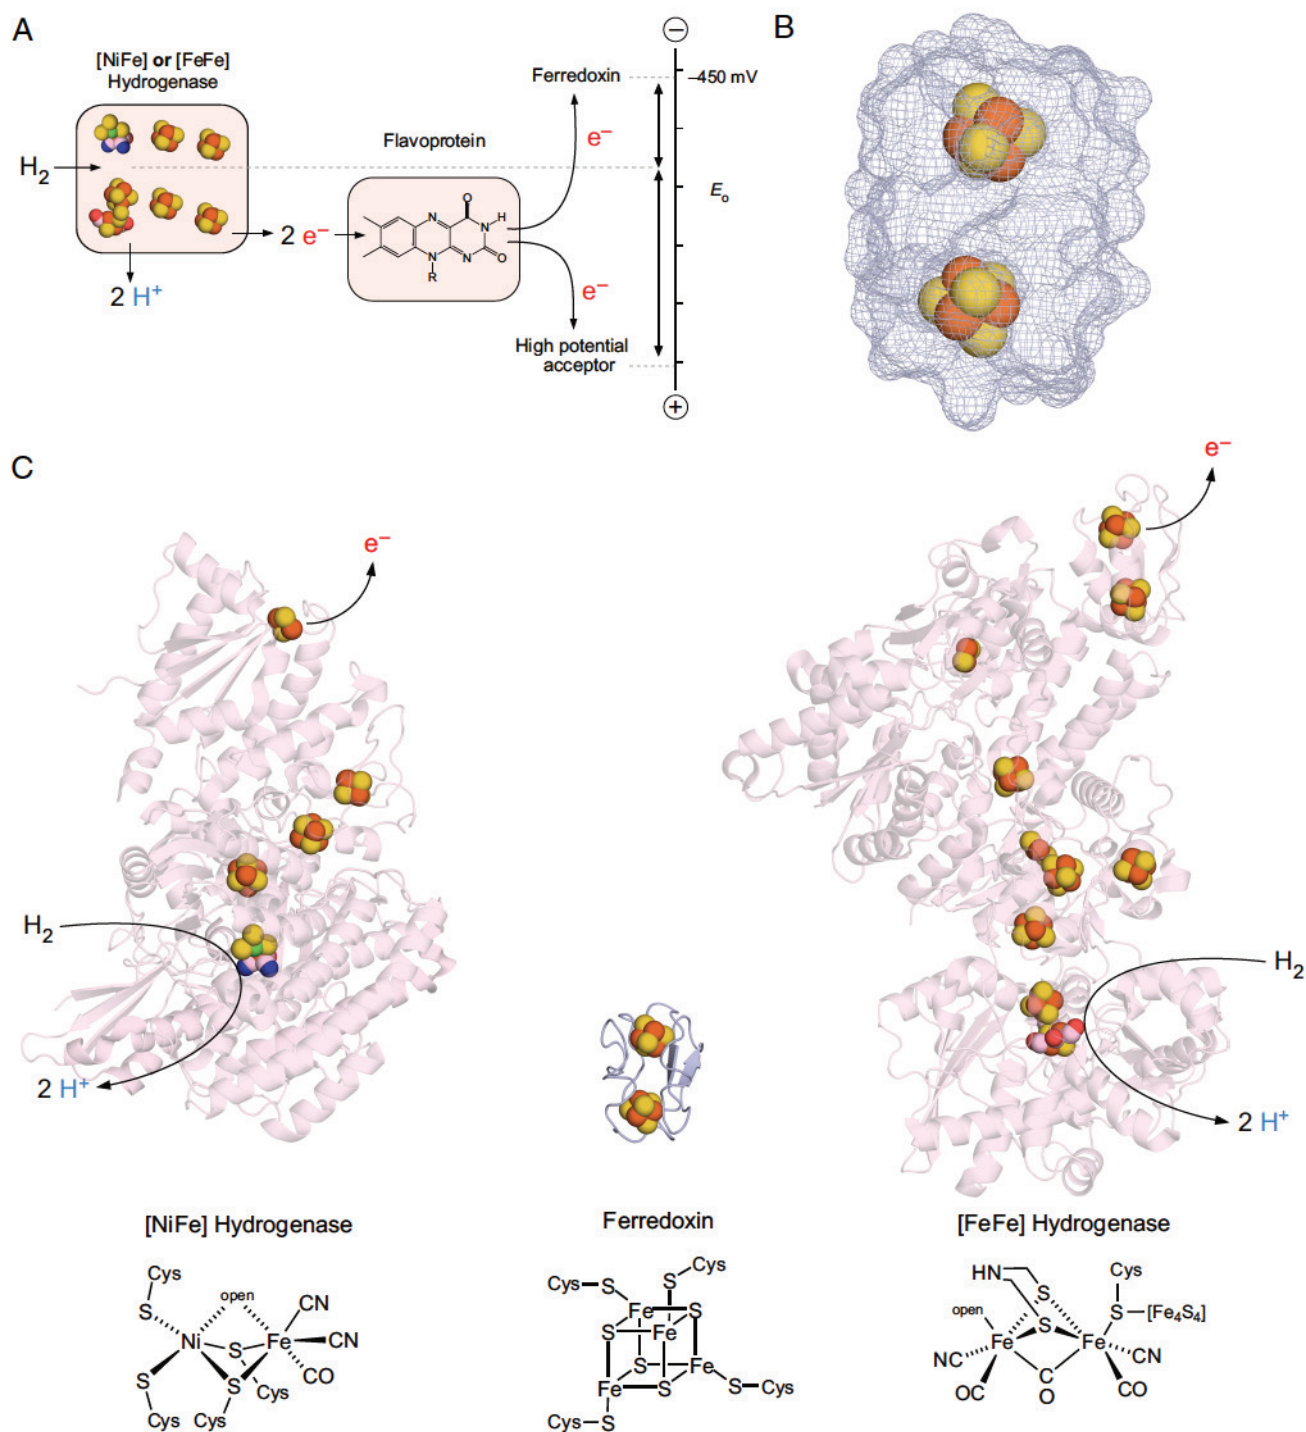 A
[NiFe] or [FeFe]
Hydrogenase
H₂
2 H⁺
2 e⁻
Flavoprotein
O
N
N
H
N
N
O
R
Ferredoxin
e⁻
e⁻
High potential
acceptor
−
−450 mV
Eₒ
+
B
C
e⁻
H₂
2 H⁺
e⁻
H₂
2 H⁺
[NiFe] Hydrogenase
Cys
S
open
CN
Ni
Fe
CN
S
CO
S
S
Cys
Cys
Cys
Ferredoxin
Cys
Cys
S
S
Fe
S
S
Fe
S
Fe
Fe
S
S
Cys
Cys
S
[FeFe] Hydrogenase
HN
Cys
S
S
[Fe₄S₄]
open
S
Fe
Fe
NC
CN
OC
C
O
CO